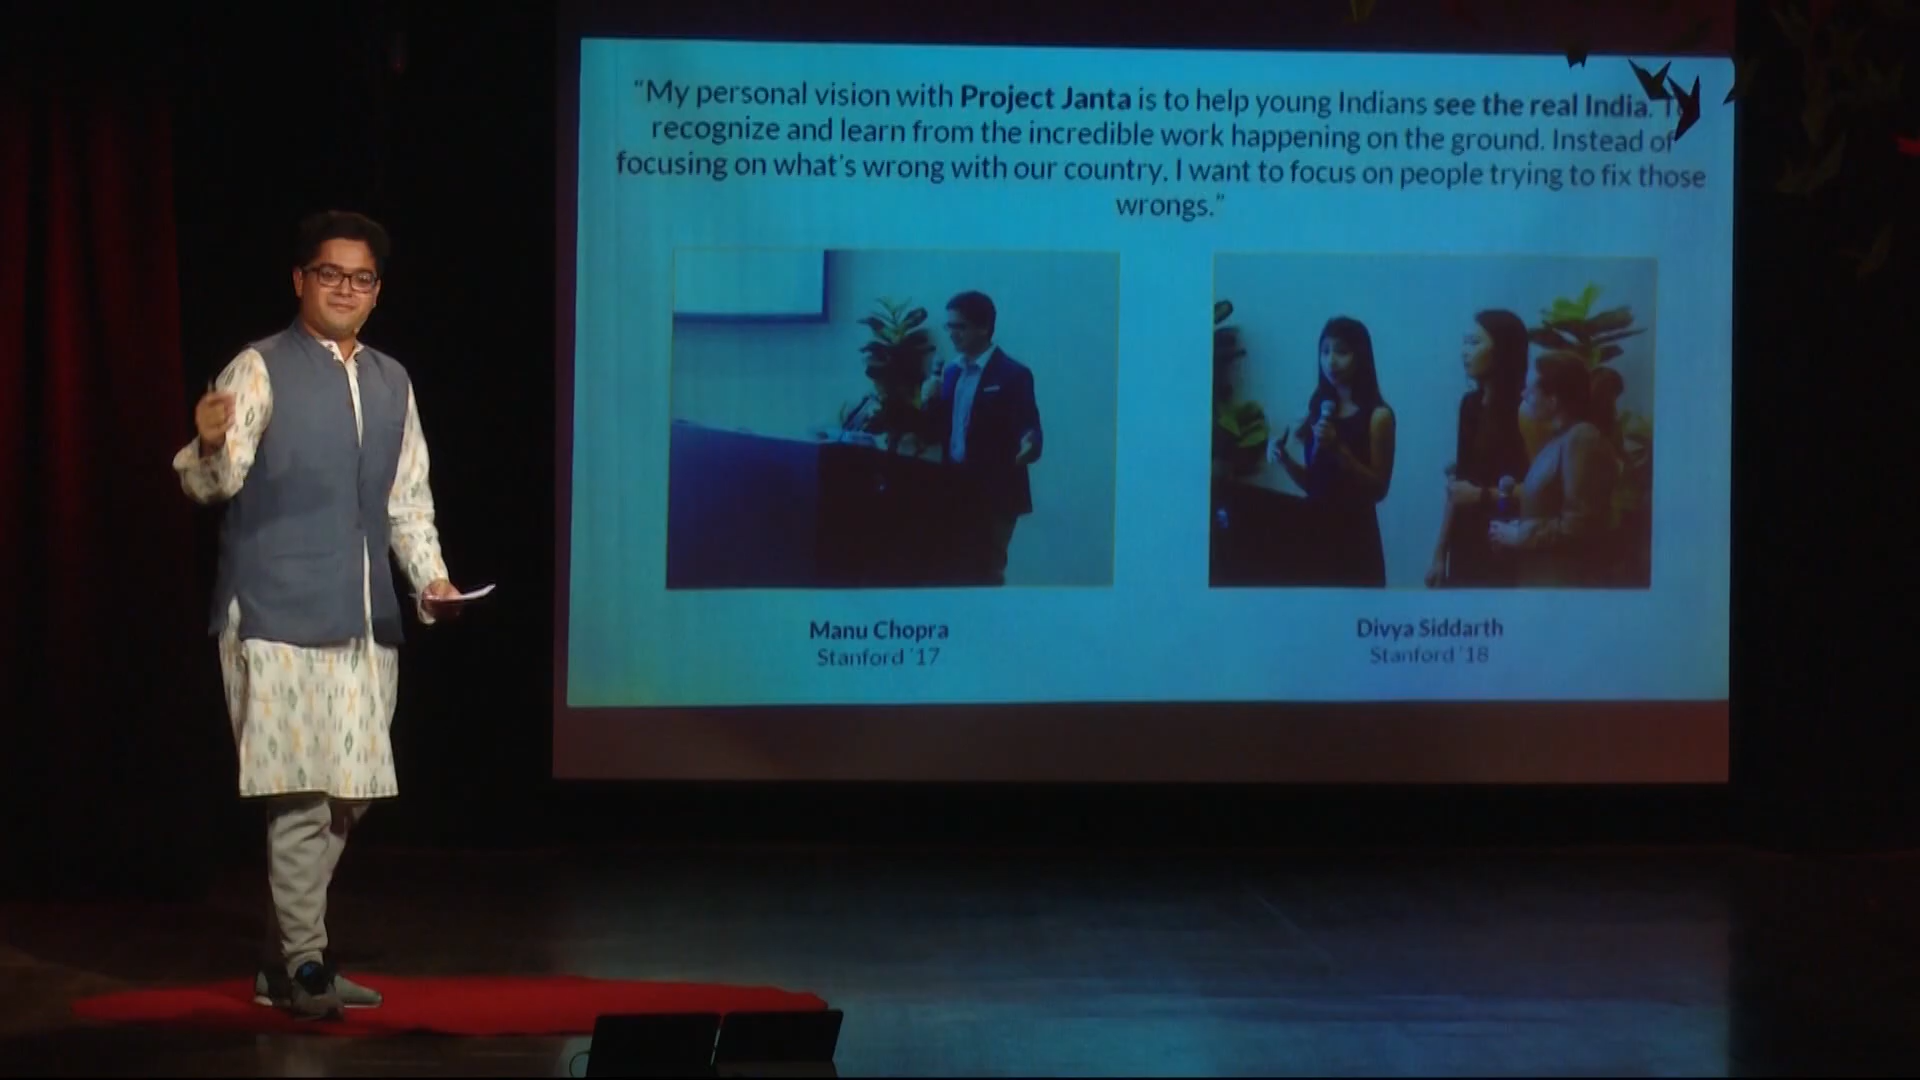 “My personal vision with Project Janta is to help young Indians see the real India.
recognize and learn from the incredible work happening on the ground. Instead of
focusing on what's wrong with our country, I want to focus on people trying to fix those
wrongs.”
Manu Chopra
Stanford '17
Divya Siddarth
Stanford '18